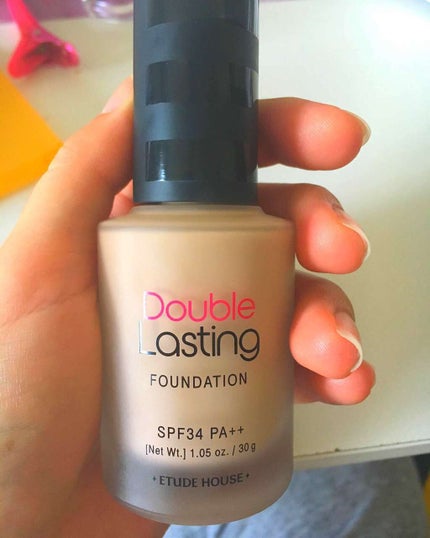 Double
Lasting
FOUNDATION
SPF34 PA++
[Net Wt.] 1.05 oz. / 30 g
• ETUDE HOUSE •